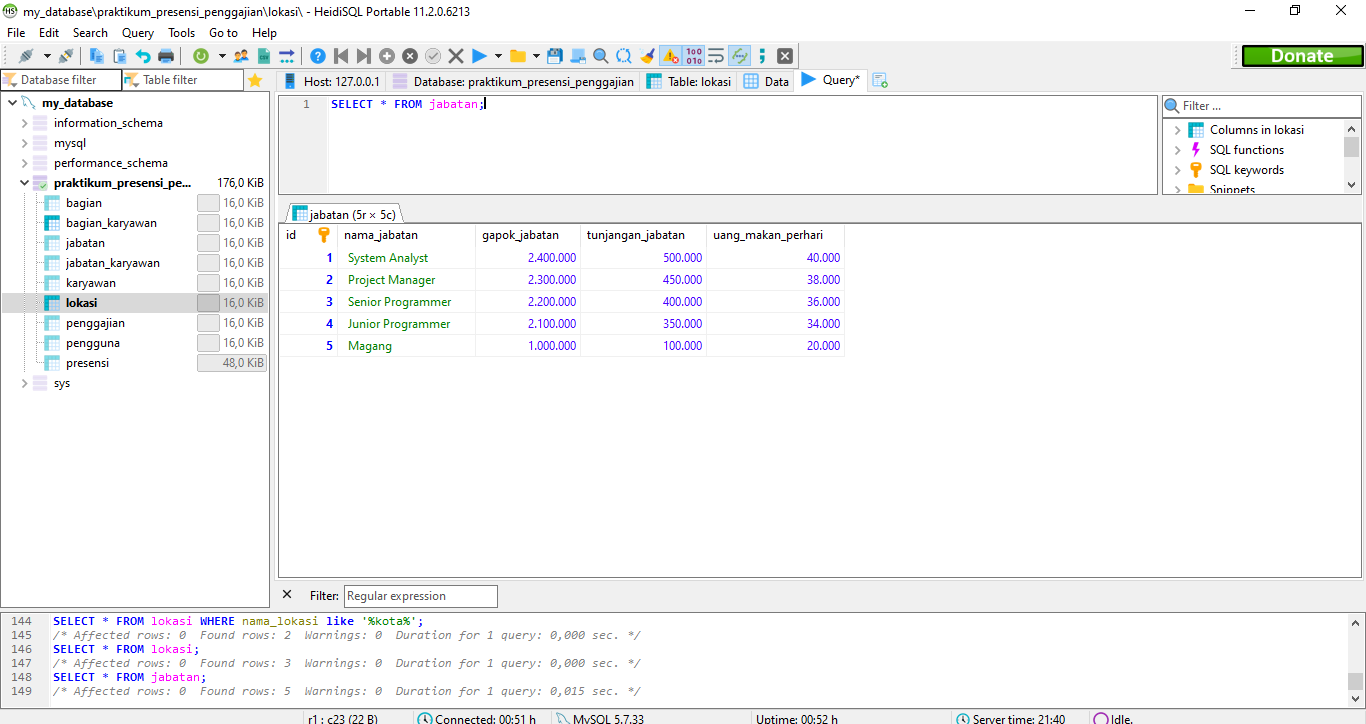 my_database\praktikum_presensi_penggajian\lokasi\ - HeidiSQL Portable 11.2.0.6213
File Edit Search Query Tools Go to Help
Donate
Database filter Table filter
Host: 127.0.0.1 Database: praktikum_presensi_penggajian Table: lokasi Data Query*
my_database
information_schema
mysql
performance_schema
praktikum_presensi_pe... 176,0 KiB
bagian 16,0 KiB
bagian_karyawan 16,0 KiB
jabatan 16,0 KiB
jabatan_karyawan 16,0 KiB
karyawan 16,0 KiB
lokasi 16,0 KiB
penggajian 16,0 KiB
pengguna 16,0 KiB
presensi 48,0 KiB
sys
1 SELECT * FROM jabatan;
Filter ...
Columns in lokasi
SQL functions
SQL keywords
Snippets
jabatan (5r × 5c)
id nama_jabatan gapok_jabatan tunjangan_jabatan uang_makan_perhari
1 System Analyst 2.400.000 500.000 40.000
2 Project Manager 2.300.000 450.000 38.000
3 Senior Programmer 2.200.000 400.000 36.000
4 Junior Programmer 2.100.000 350.000 34.000
5 Magang 1.000.000 100.000 20.000
Filter: Regular expression
144 SELECT * FROM lokasi WHERE nama_lokasi like '%kota%';
145 /* Affected rows: 0 Found rows: 2 Warnings: 0 Duration for 1 query: 0,000 sec. */
146 SELECT * FROM lokasi;
147 /* Affected rows: 0 Found rows: 3 Warnings: 0 Duration for 1 query: 0,000 sec. */
148 SELECT * FROM jabatan;
149 /* Affected rows: 0 Found rows: 5 Warnings: 0 Duration for 1 query: 0,015 sec. */
r1 : c23 (22 B) Connected: 00:51 h MySQL 5.7.33 Uptime: 00:52 h Server time: 21:40 Idle.